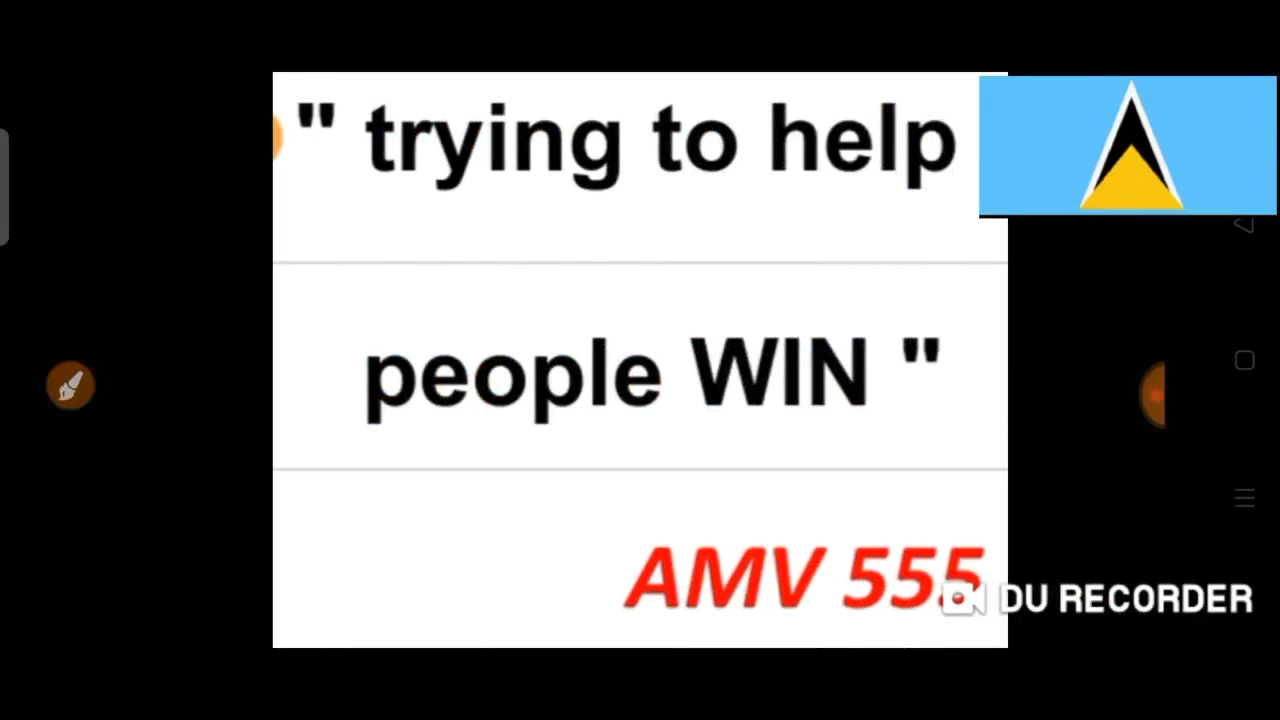 " trying to help
people WIN "
AMV 555
DU RECORDER